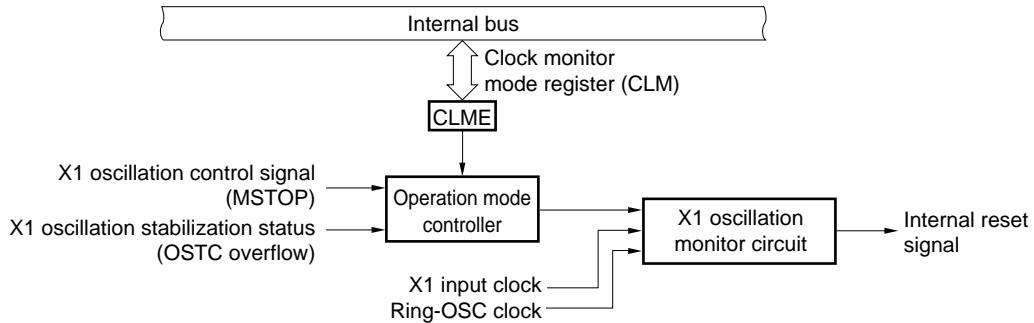 Internal bus
Clock monitor
mode register (CLM)
CLME
X1 oscillation control signal
(MSTOP)
X1 oscillation stabilization status
(OSTC overflow)
Operation mode
controller
X1 oscillation
monitor circuit
Internal reset
signal
X1 input clock
Ring-OSC clock